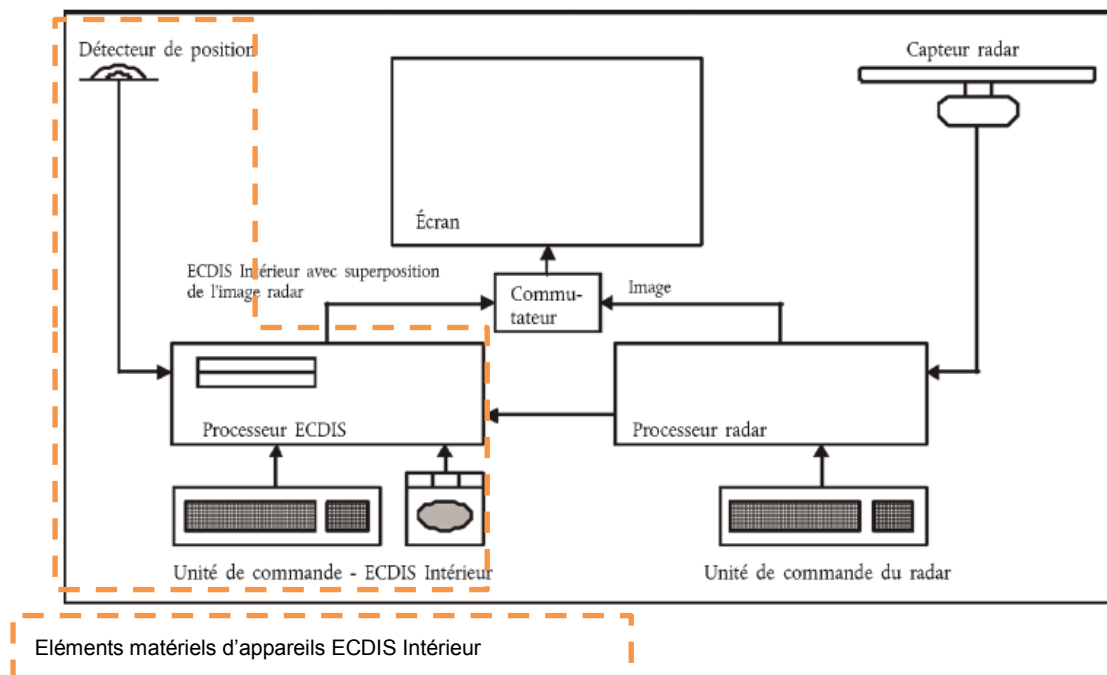 Détecteur de position
Capteur radar
Écran
ECDIS Intérieur avec superposition
de l'image radar
Commu-
tateur
Image
Processeur ECDIS
Processeur radar
Unité de commande - ECDIS Intérieur
Unité de commande du radar
Eléments matériels d'appareils ECDIS Intérieur